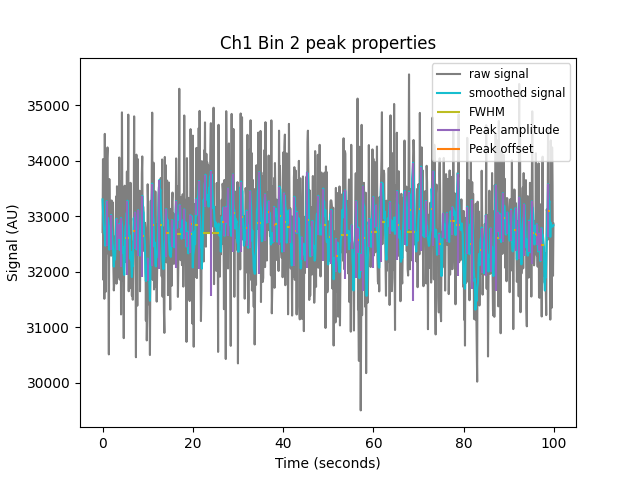 Ch1 Bin 2 peak properties
raw signal
smoothed signal
FWHM
Peak amplitude
Peak offset
35000
34000
33000
32000
31000
30000
Signal (AU)
0 20 40 60 80 100
Time (seconds)